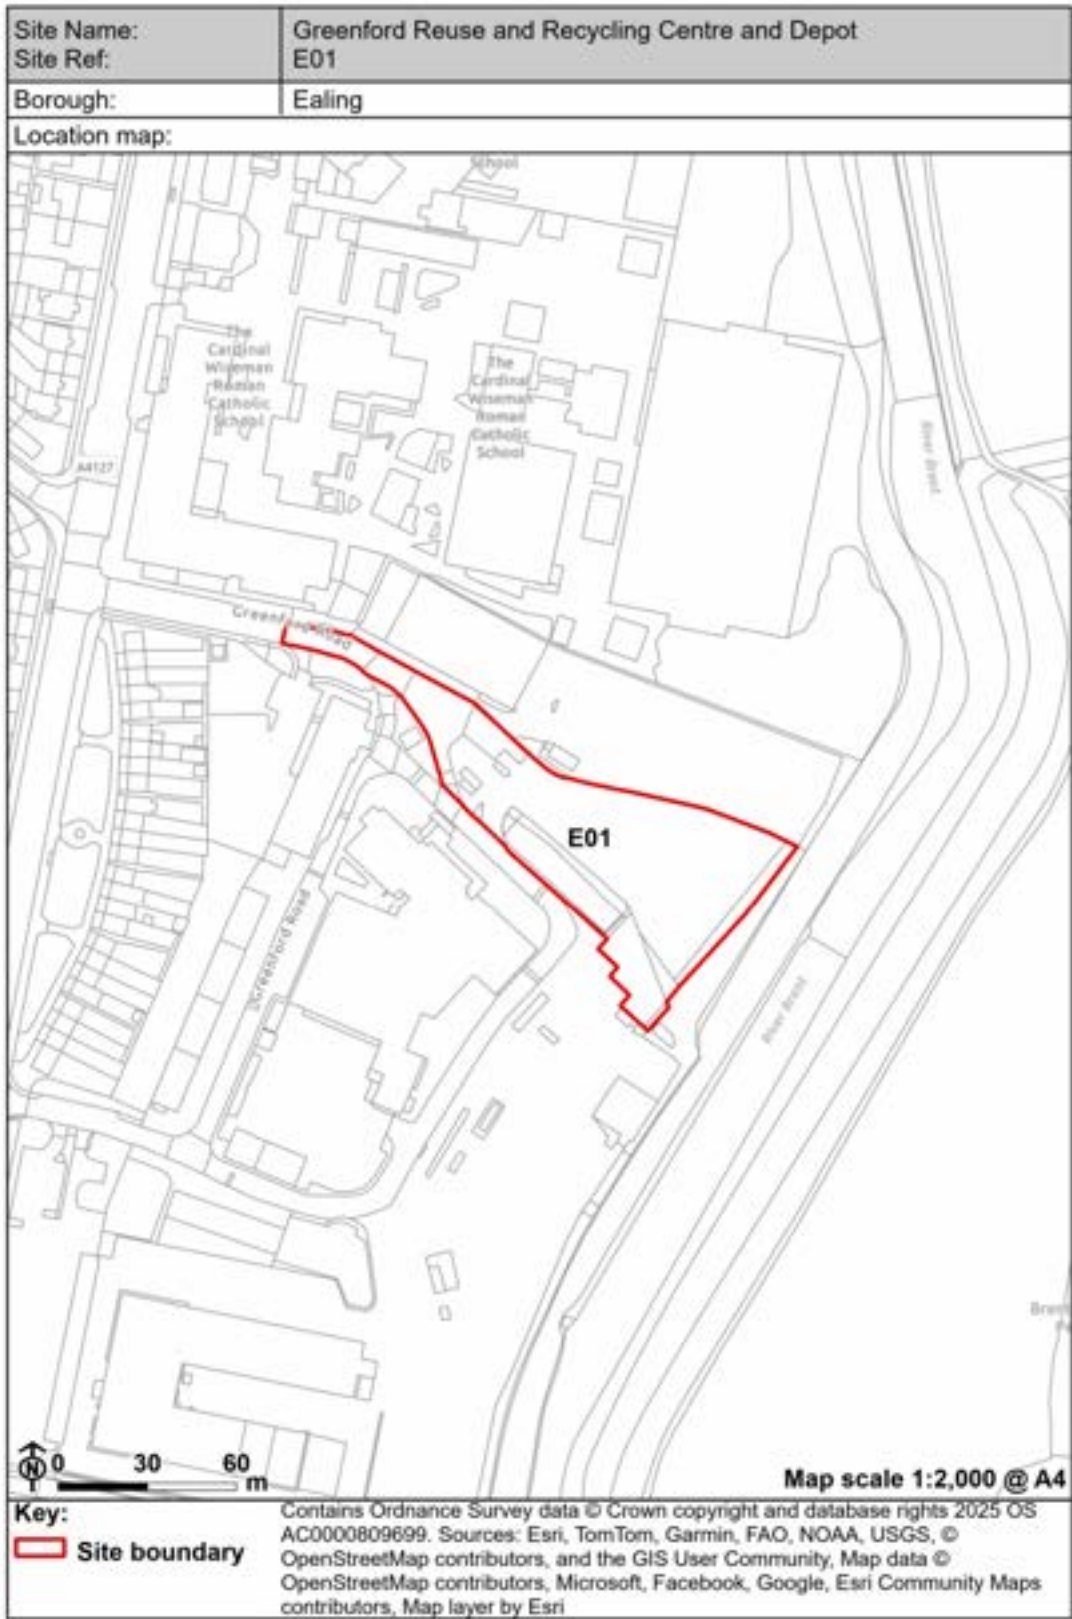 Site Name: Greenford Reuse and Recycling Centre and Depot
Site Ref: E01
Borough: Ealing
Location map:
School
The
Cardinal
Wiseman
Roman
Catholic
School
The
Cardinal
Wiseman
Roman
Catholic
School
A4127
River Brent
Greenford Road
E01
Greenford Road
River Brent
N
0 30 60
m
Map scale 1:2,000 @ A4
Key:
Site boundary
Contains Ordnance Survey data © Crown copyright and database rights 2025 OS
AC0000809699. Sources: Esri, TomTom, Garmin, FAO, NOAA, USGS, ©
OpenStreetMap contributors, and the GIS User Community, Map data ©
OpenStreetMap contributors, Microsoft, Facebook, Google, Esri Community Maps
contributors, Map layer by Esri